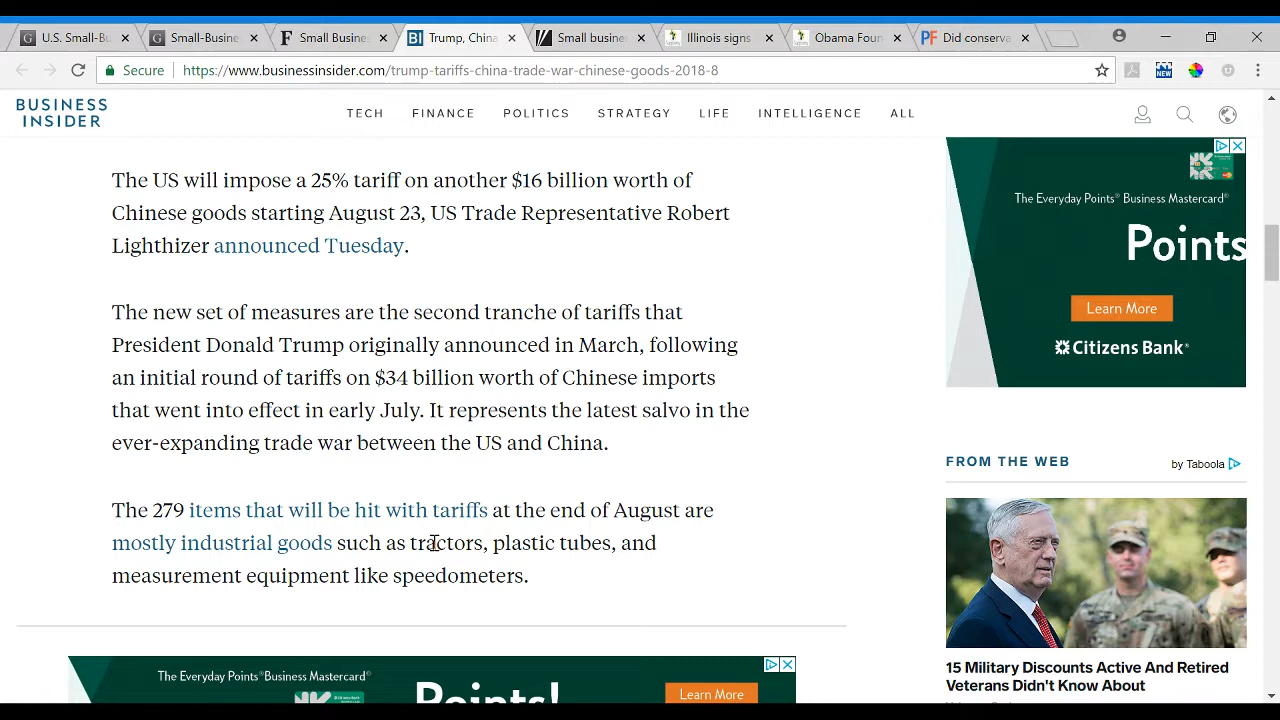 U.S. Small-Bu
Small-Busine
Small Busine
Trump, China
Small busine
Illinois signs
Obama Foun
Did conserva
Secure
https://www.businessinsider.com/trump-tariffs-china-trade-war-chinese-goods-2018-8
NEW
BUSINESS
INSIDER
TECH FINANCE POLITICS STRATEGY LIFE INTELLIGENCE ALL
The US will impose a 25% tariff on another $16 billion worth of
Chinese goods starting August 23, US Trade Representative Robert
Lighthizer announced Tuesday.
The new set of measures are the second tranche of tariffs that
President Donald Trump originally announced in March, following
an initial round of tariffs on $34 billion worth of Chinese imports
that went into effect in early July. It represents the latest salvo in the
ever-expanding trade war between the US and China.
The 279 items that will be hit with tariffs at the end of August are
mostly industrial goods such as tractors, plastic tubes, and
measurement equipment like speedometers.
The Everyday Points® Business Mastercard®
Points
Learn More
Citizens Bank®
FROM THE WEB
by Taboola
15 Military Discounts Active And Retired
Veterans Didn't Know About
The Everyday Points®Business Mastercard®
Points!
Learn More